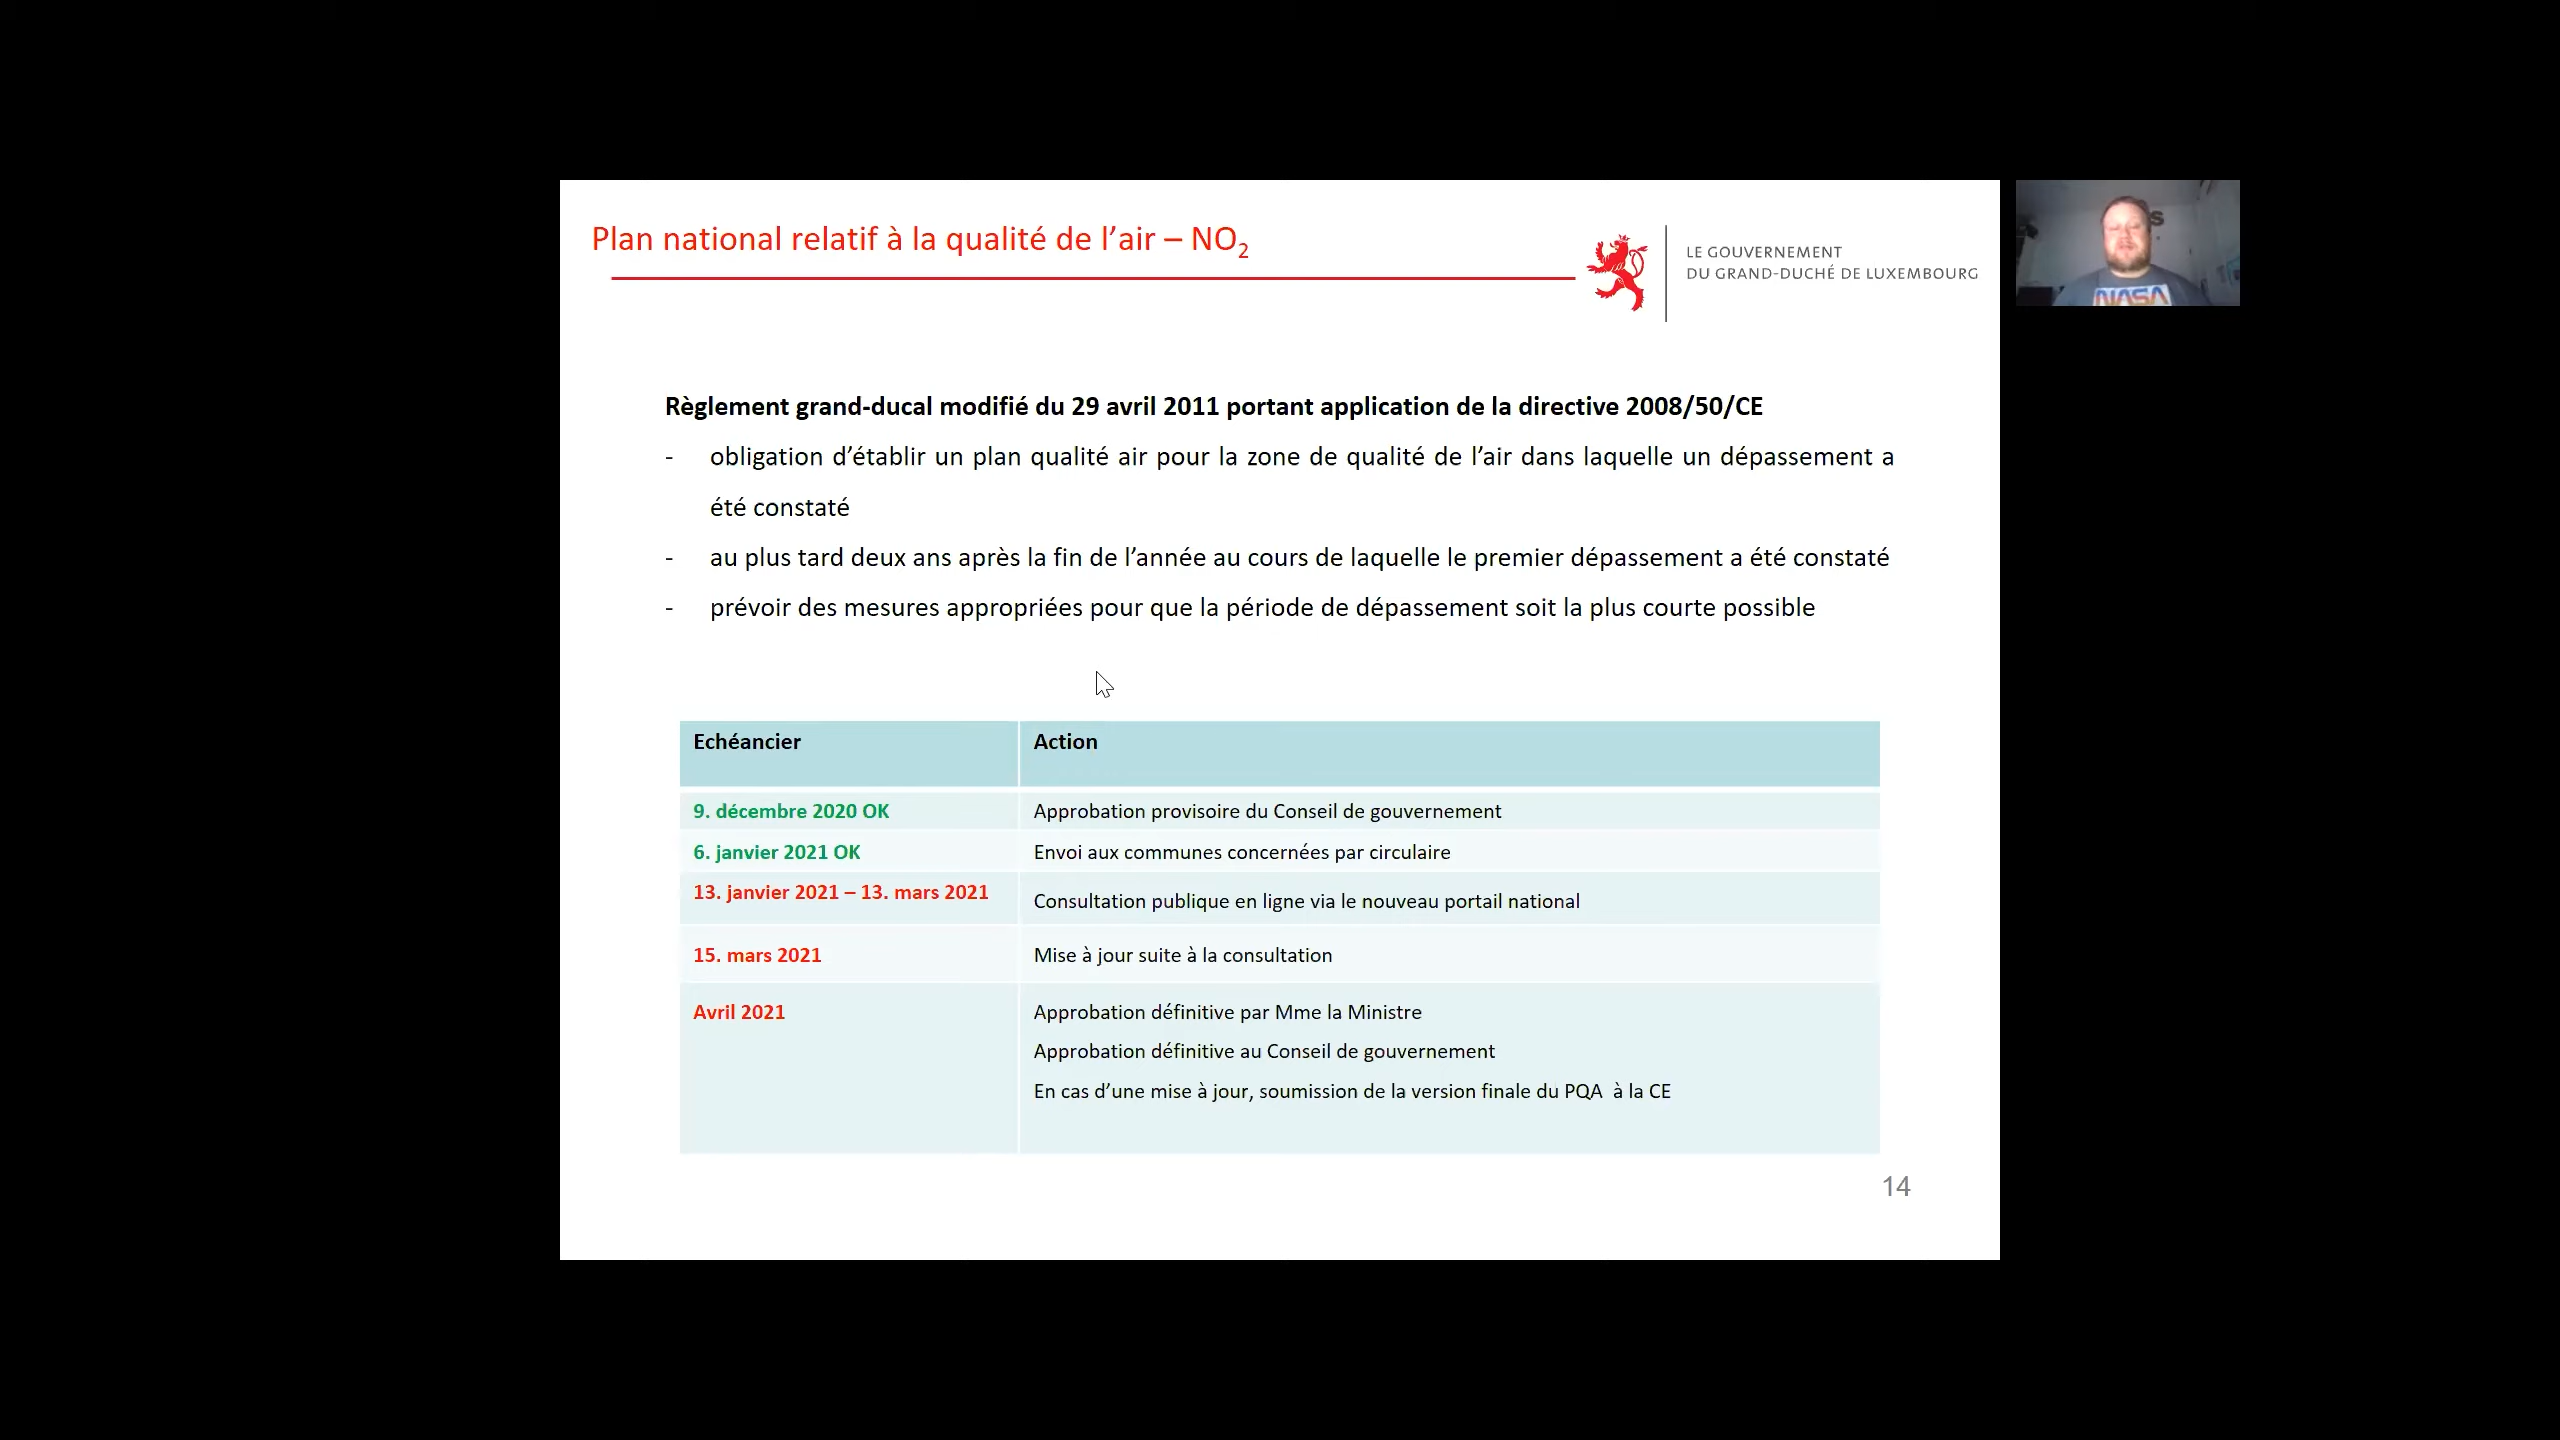 Plan national relatif à la qualité de l’air – NO2
LE GOUVERNEMENT
DU GRAND-DUCHÉ DE LUXEMBOURG
NASA
Règlement grand-ducal modifié du 29 avril 2011 portant application de la directive 2008/50/CE
- obligation d’établir un plan qualité air pour la zone de qualité de l’air dans laquelle un dépassement a
été constaté
- au plus tard deux ans après la fin de l’année au cours de laquelle le premier dépassement a été constaté
- prévoir des mesures appropriées pour que la période de dépassement soit la plus courte possible
Echéancier Action
9. décembre 2020 OK Approbation provisoire du Conseil de gouvernement
6. janvier 2021 OK Envoi aux communes concernées par circulaire
13. janvier 2021 – 13. mars 2021 Consultation publique en ligne via le nouveau portail national
15. mars 2021 Mise à jour suite à la consultation
Avril 2021 Approbation définitive par Mme la Ministre
Approbation définitive au Conseil de gouvernement
En cas d’une mise à jour, soumission de la version finale du PQA à la CE
14